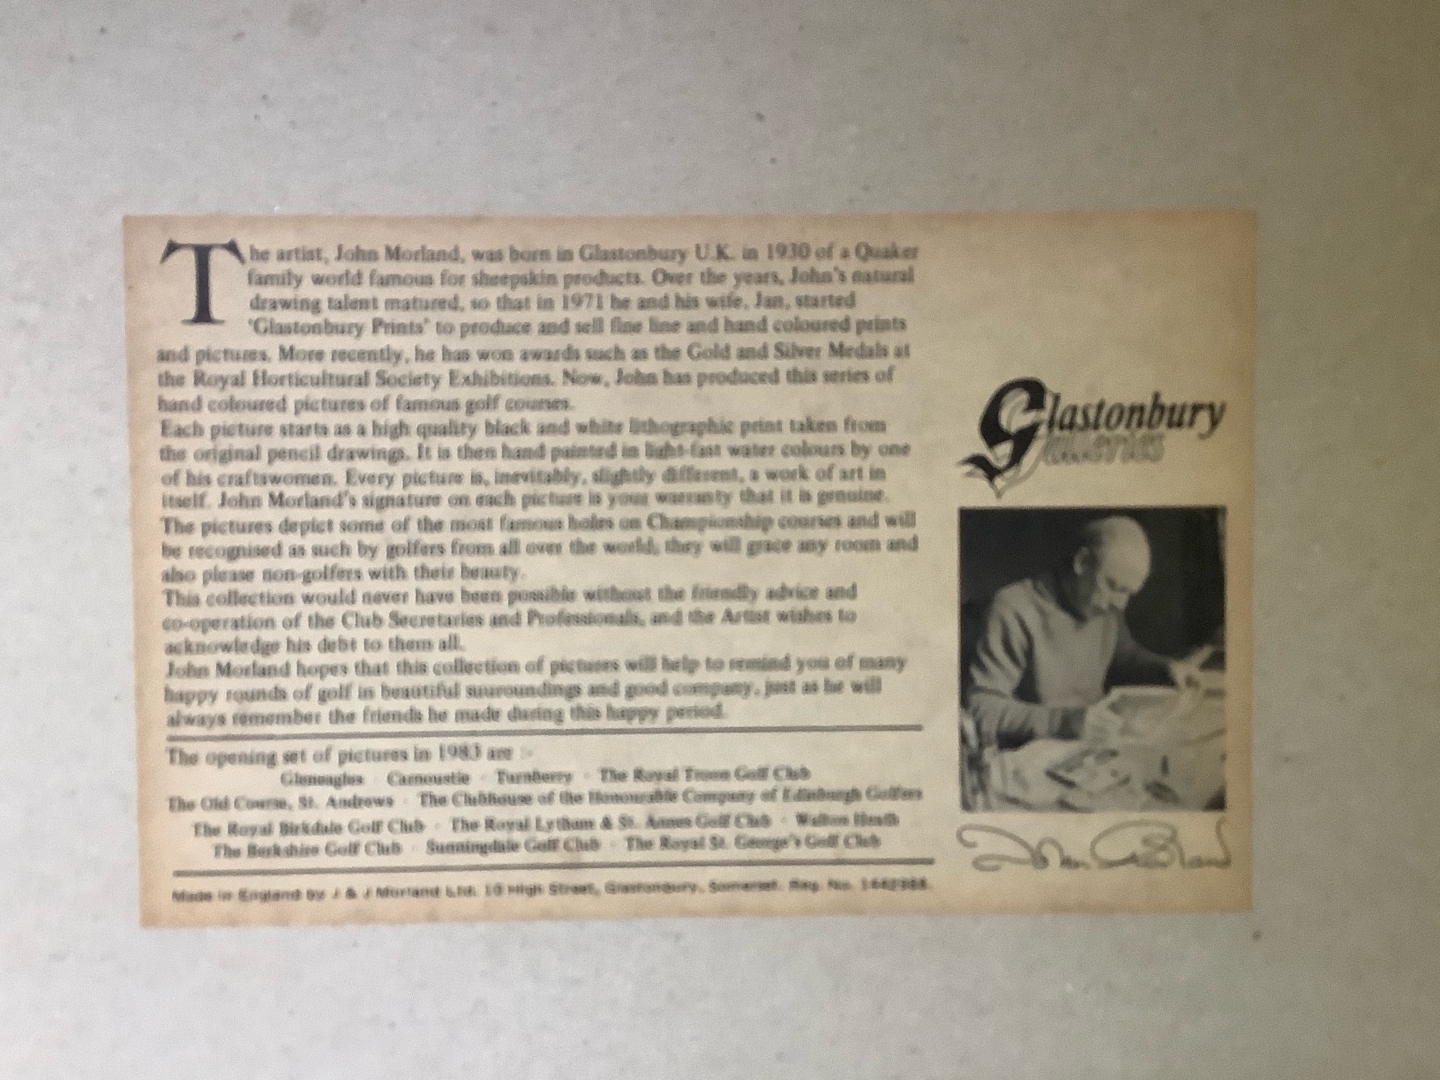 The artist, John Morland, was born in Glastonbury U.K. in 1930 of a Quaker
family world famous for sheepskin products. Over the years, John's natural
drawing talent matured, so that in 1971 he and his wife, Jan, started
'Glastonbury Prints' to produce and sell fine line and hand coloured prints
and pictures. More recently, he has won awards such as the Gold and Silver Medals at
the Royal Horticultural Society Exhibitions. Now, John has produced this series of
hand coloured pictures of famous golf courses.
Each picture starts as a high quality black and white lithographic print taken from
the original pencil drawings. It is then hand painted in light-fast water colours by one
of his craftswomen. Every picture is, inevitably, slightly different, a work of art in
itself. John Morland's signature on each picture is your warranty that it is genuine.
The pictures depict some of the most famous holes on Championship courses and will
be recognised as such by golfers from all over the world, they will grace any room and
also please non-golfers with their beauty.
This collection would never have been possible without the friendly advice and
co-operation of the Club Secretaries and Professionals, and the Artist wishes to
acknowledge his debt to them all.
John Morland hopes that this collection of pictures will help to remind you of many
happy rounds of golf in beautiful suuroundings and good company, just as he will
always remember the friends he made during this happy period.
The opening set of pictures in 1983 are :-
Gleneagles · Carnoustie · Turnberry · The Royal Troon Golf Club
The Old Course, St. Andrews · The Clubhouse of the Honourable Company of Edinburgh Golfers
The Royal Birkdale Golf Club · The Royal Lytham & St. Annes Golf Club · Walton Heath
The Berkshire Golf Club · Sunningdale Golf Club · The Royal St. George's Golf Club
Made in England by J & J Morland Ltd. 10 High Street, Glastonbury, Somerset. Reg. No.
Glastonbury
Galleries
John Morland